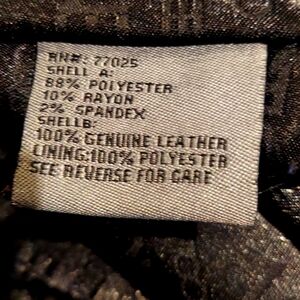 RN#: 77025
SHELL A:
88% POLYESTER
10% RAYON
2% SPANDEX
SHELLB:
100% GENUINE LEATHER
LINING:100% POLYESTER
SEE REVERSE FOR CARE